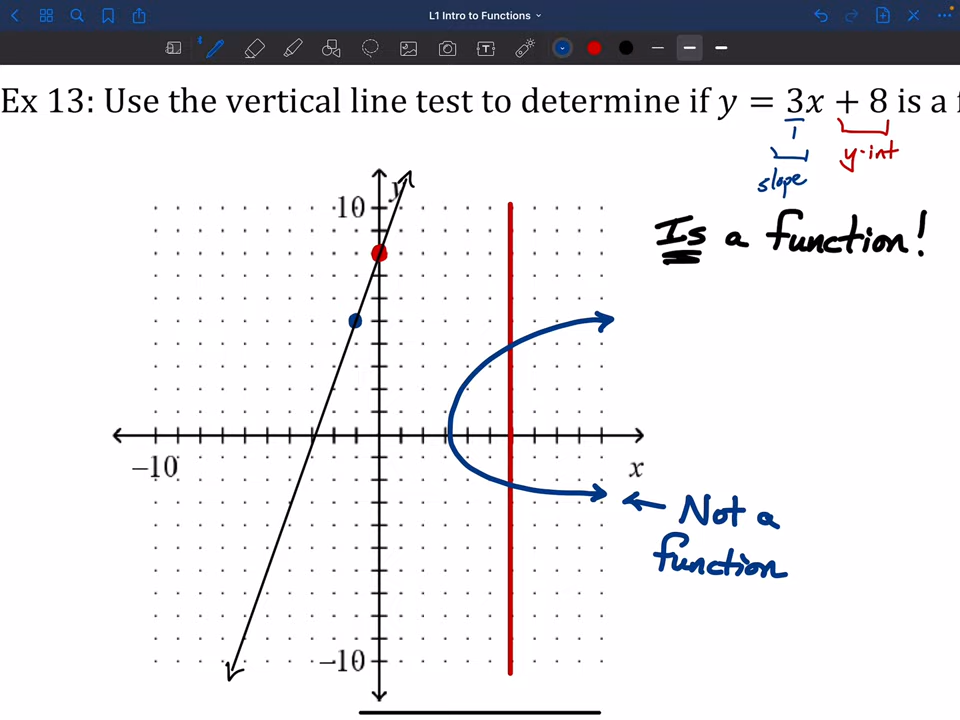 L1 Intro to Functions
Ex 13: Use the vertical line test to determine if y = 3x + 8 is a
1
slope
y-int
Is a function!
y
10
-10
x
-10
Not a
function